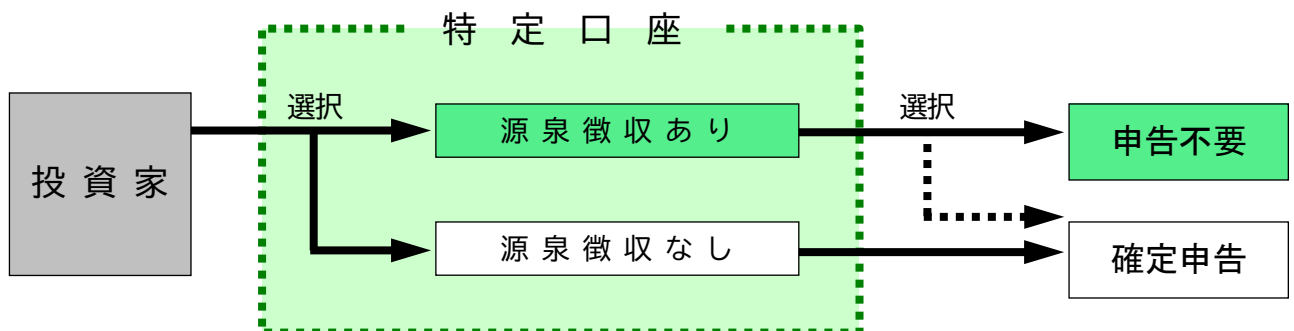 特定口座
投資家
選択
源泉徴収あり
選択
申告不要
源泉徴収なし
確定申告